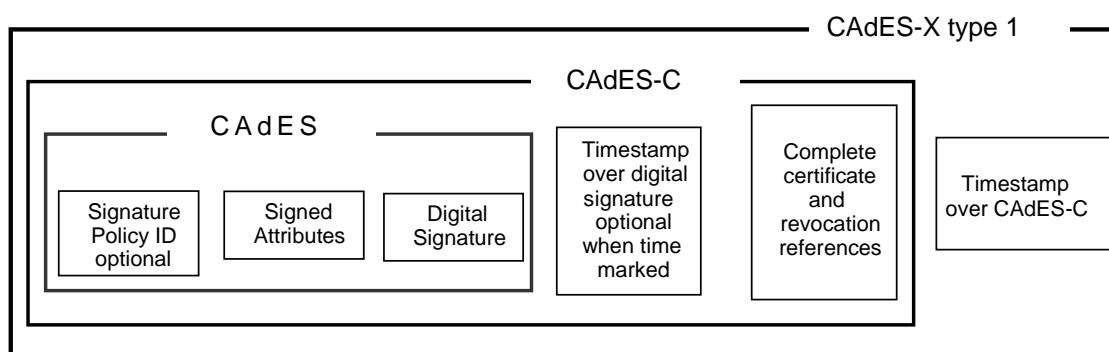 CAdES-X type 1
CAdES-C
CAdES
Signature
Policy ID
optional
Signed
Attributes
Digital
Signature
Timestamp
over digital
signature
optional
when time
marked
Complete
certificate
and
revocation
references
Timestamp
over CAdES-C